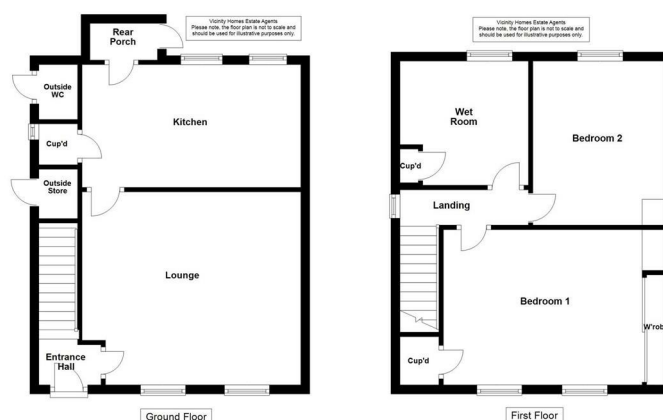 Vicinity Homes Estate Agents
Please note, the floor plan is not to scale and
should be used for illustrative purposes only.
Rear
Porch
Outside
WC
Kitchen
Cup'd
Outside
Store
Lounge
Entrance
Hall
Ground Floor
Vicinity Homes Estate Agents
Please note, the floor plan is not to scale and
should be used for illustrative purposes only.
Wet
Room
Bedroom 2
Cup'd
Landing
Bedroom 1
W'rob
Cup'd
First Floor